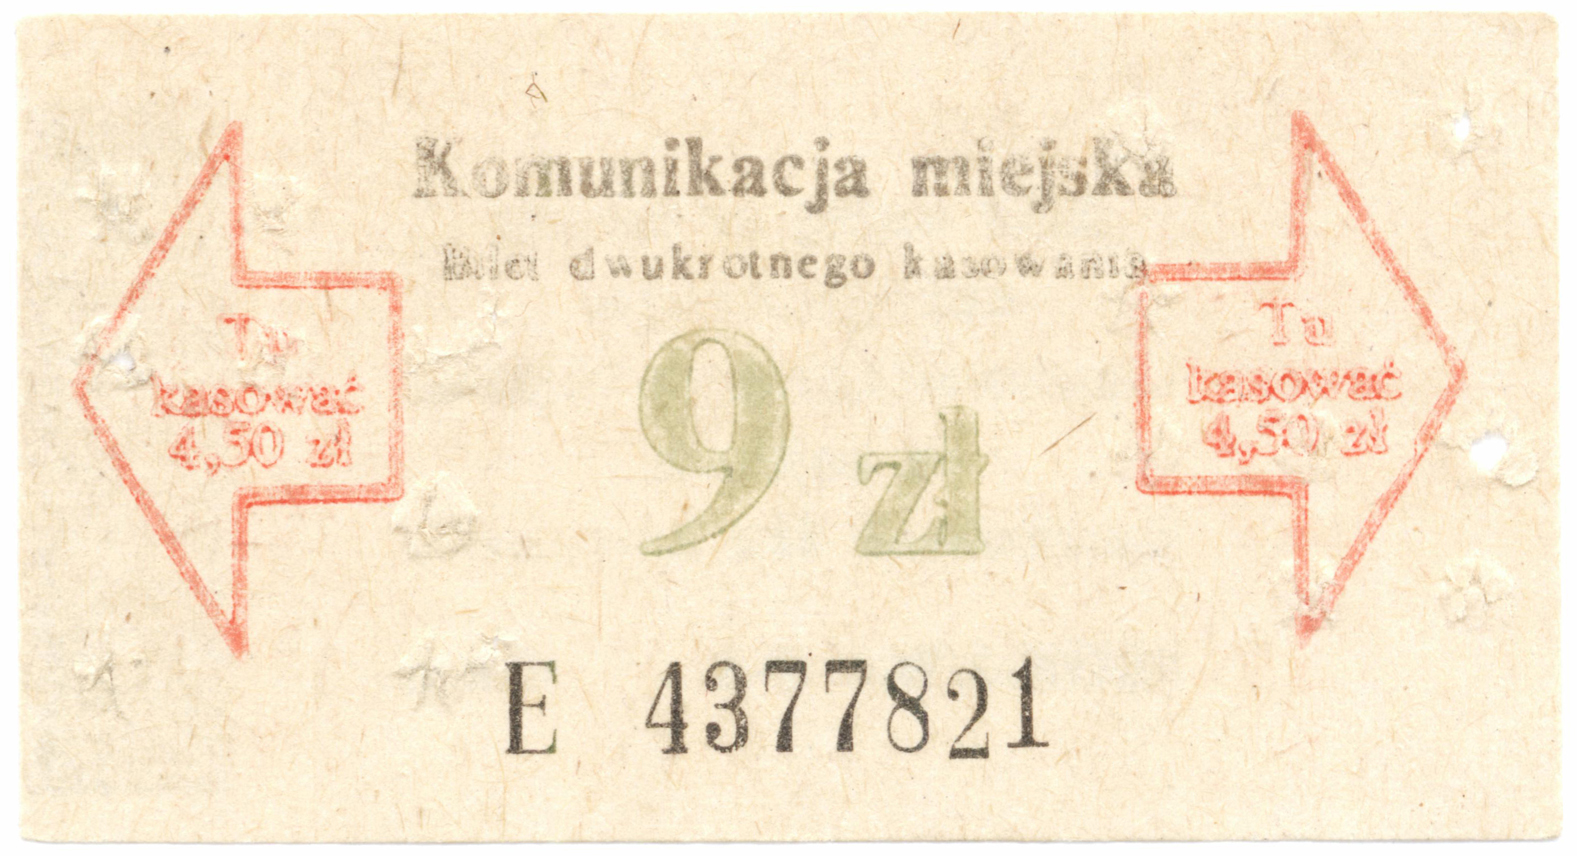 Komunikacja miejska
Bilet dwukrotnego kasowania
Tu
kasować
4,50 zł
9 zł
Tu
kasować
4,50 zł
E 4377821